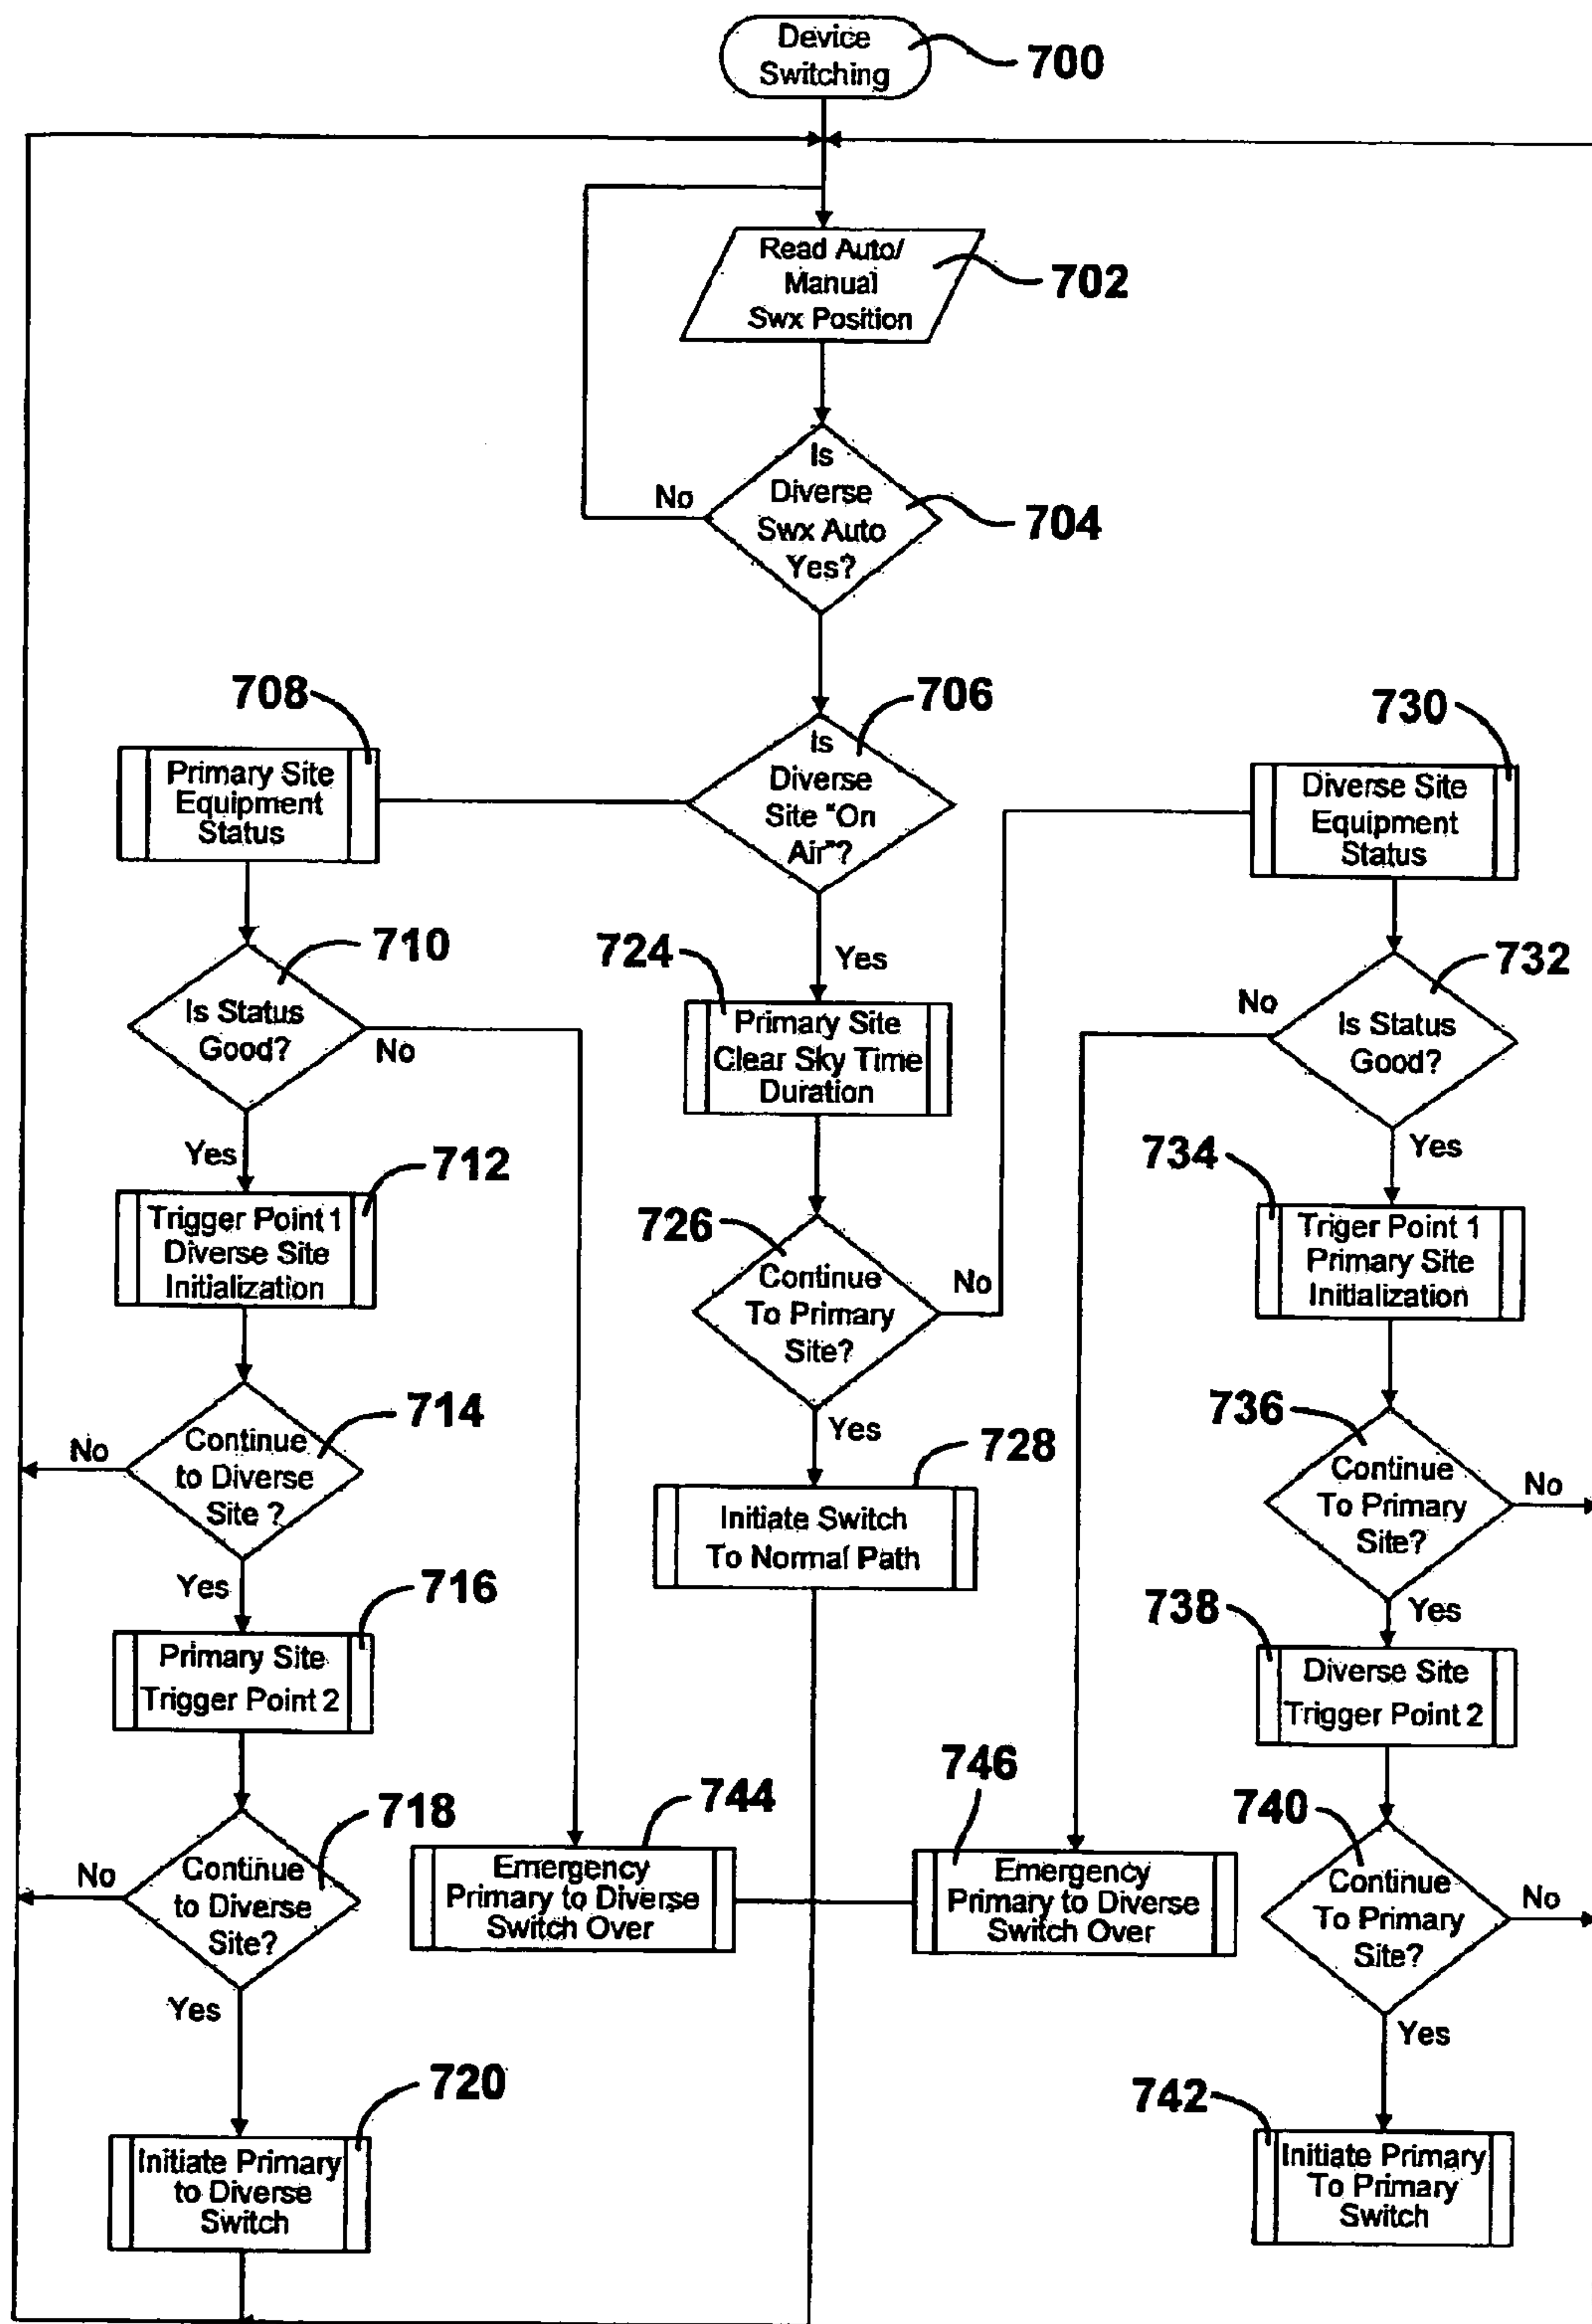 Device
Switching
700
Read Auto/
Manual
Swx Position
702
Is
Diverse
Swx Auto
Yes?
704
No
Is
Diverse
Site "On
Air"?
706
Yes
708
Primary Site
Equipment
Status
710
Is Status
Good?
No
Yes
712
Trigger Point 1
Diverse Site
Initialization
714
Continue
to Diverse
Site ?
No
Yes
716
Primary Site
Trigger Point 2
718
Continue
to Diverse
Site?
No
Yes
720
Initiate Primary
to Diverse
Switch
724
Primary Site
Clear Sky Time
Duration
726
Continue
To Primary
Site?
No
Yes
728
Initiate Switch
To Normal Path
744
Emergency
Primary to Diverse
Switch Over
746
Emergency
Primary to Diverse
Switch Over
730
Diverse Site
Equipment
Status
732
Is Status
Good?
No
Yes
734
Triger Point 1
Primary Site
Initialization
736
Continue
To Primary
Site?
No
Yes
738
Diverse Site
Trigger Point 2
740
Continue
To Primary
Site?
No
Yes
742
Initiate Primary
To Primary
Switch